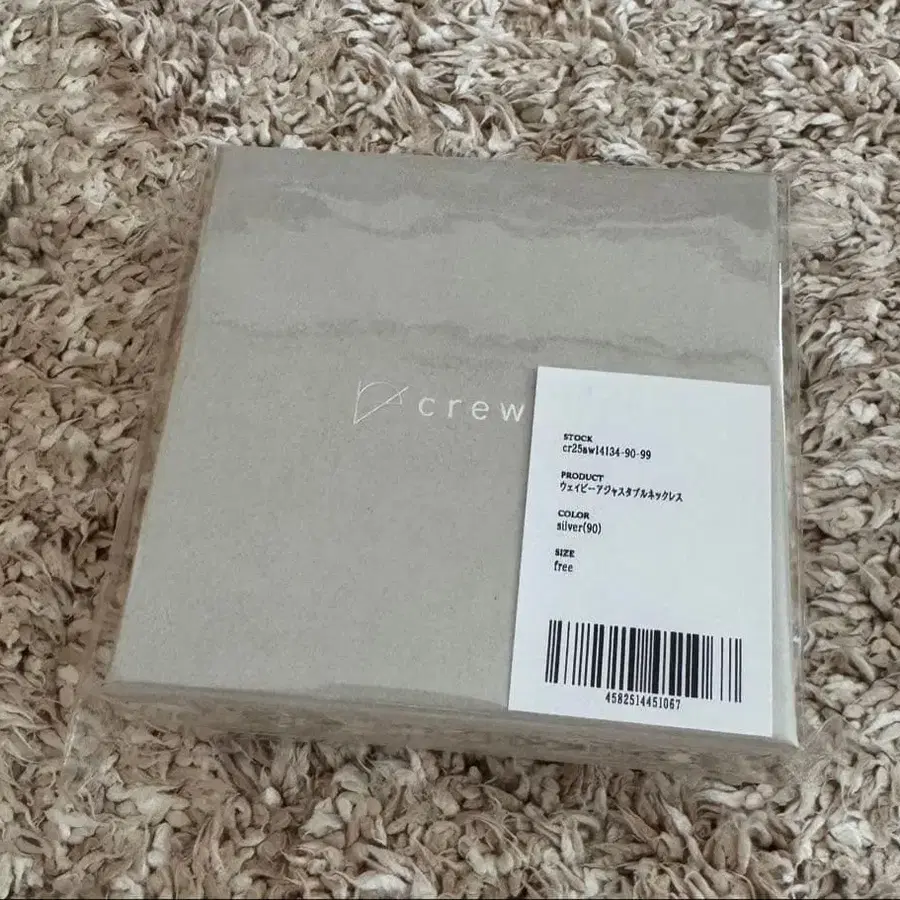 crew
STOCK
cr25aw14134-90-99
PRODUCT
ウェイビーアジャスタブルネックレス
COLOR
silver(90)
SIZE
free
4582514451067